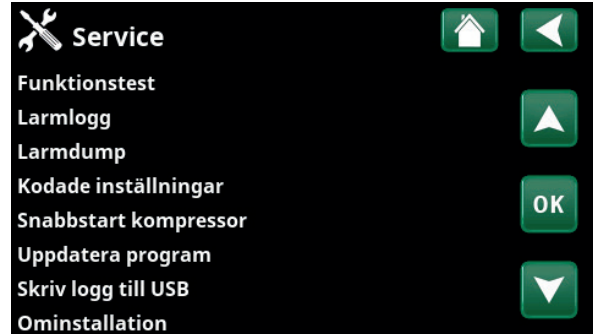 Service
Funktionstest
Larmlogg
Larmdump
Kodade inställningar
OK
Snabbstart kompressor
Uppdatera program
Skriv logg till USB
Ominstallation